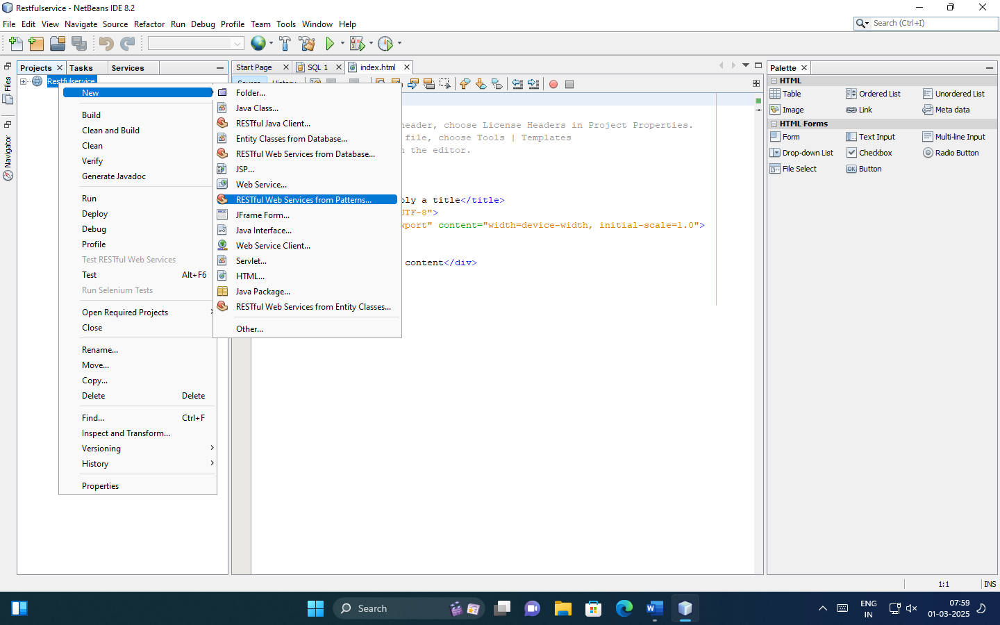 Restfulservice - NetBeans IDE 8.2
File Edit View Navigate Source Refactor Run Debug Profile Team Tools Window Help
Search (Ctrl+I)
Projects Tasks Services
Start Page SQL 1 index.html
Palette
Files
Navigator
Restfulservice
New
Build
Clean and Build
Clean
Verify
Generate Javadoc
Run
Deploy
Debug
Profile
Test RESTful Web Services
Test Alt+F6
Run Selenium Tests
Open Required Projects
Close
Rename...
Move...
Copy...
Delete Delete
Find... Ctrl+F
Inspect and Transform...
Versioning
History
Properties
Folder...
Java Class...
RESTful Java Client...
Entity Classes from Database...
RESTful Web Services from Database...
JSP...
Web Service...
RESTful Web Services from Patterns...
JFrame Form...
Java Interface...
Web Service Client...
Servlet...
HTML...
Java Package...
RESTful Web Services from Entity Classes...
Other...
eader, choose License Headers in Project Properties.
file, choose Tools | Templates
the editor.
ly a title</title>
TF-8">
port" content="width=device-width, initial-scale=1.0">
content</div>
HTML
Table Ordered List Unordered List
Image Link Meta data
HTML Forms
Form Text Input Multi-line Input
Drop-down List Checkbox Radio Button
File Select OK Button
1:1 INS
Search
ENG
IN
07:59
01-03-2025